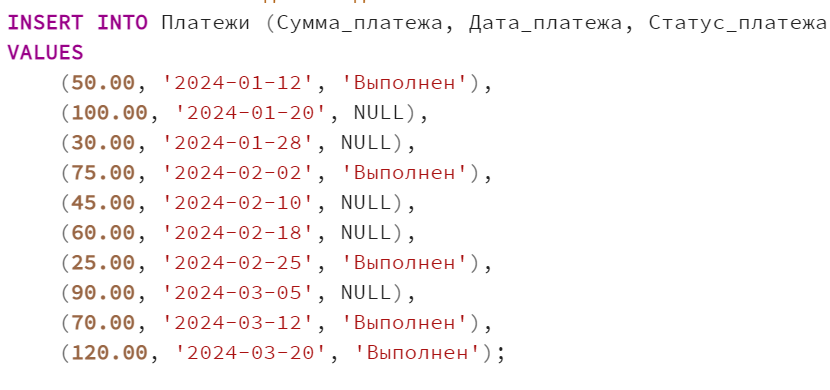 INSERT INTO Платежи (Сумма_платежа, Дата_платежа, Статус_платежа
VALUES
(50.00, '2024-01-12', 'Выполнен'),
(100.00, '2024-01-20', NULL),
(30.00, '2024-01-28', NULL),
(75.00, '2024-02-02', 'Выполнен'),
(45.00, '2024-02-10', NULL),
(60.00, '2024-02-18', NULL),
(25.00, '2024-02-25', 'Выполнен'),
(90.00, '2024-03-05', NULL),
(70.00, '2024-03-12', 'Выполнен'),
(120.00, '2024-03-20', 'Выполнен');